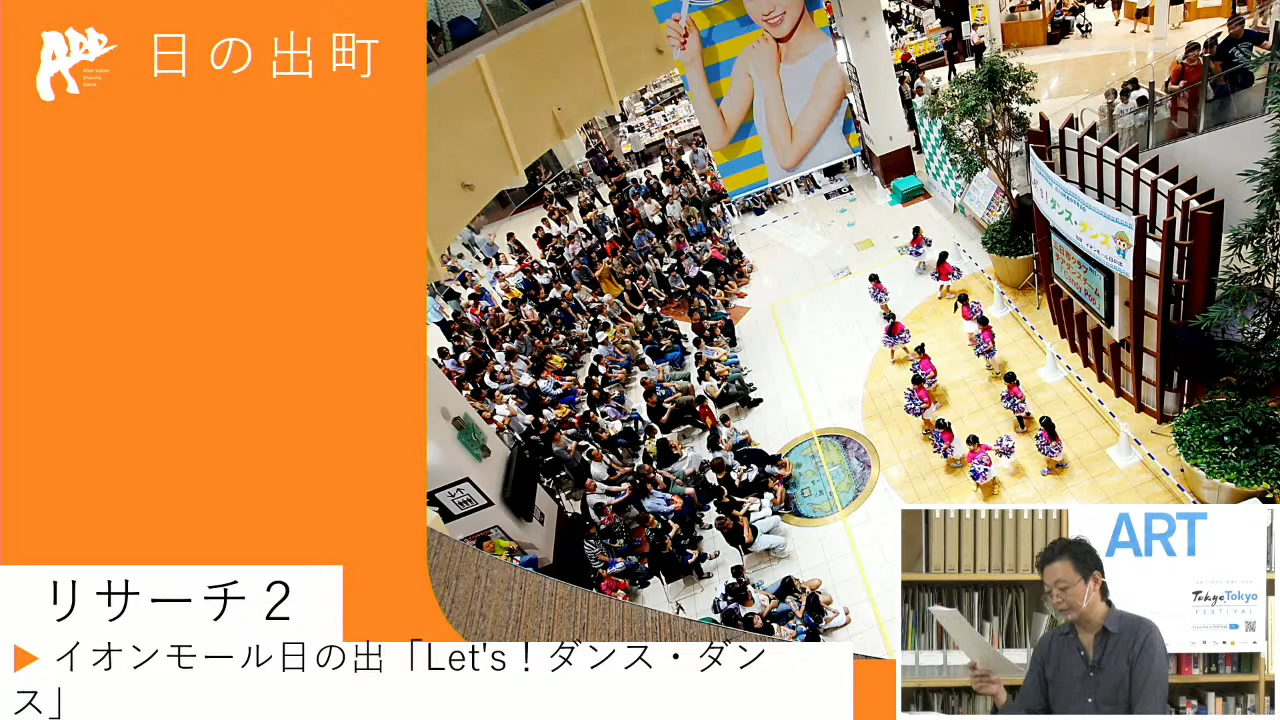 日の出町
ダンス・ダンス
リサーチ2
▶ イオンモール日の出「Let's！ダンス・ダン
ス」
ART
Tokyo Tokyo
FESTIVAL